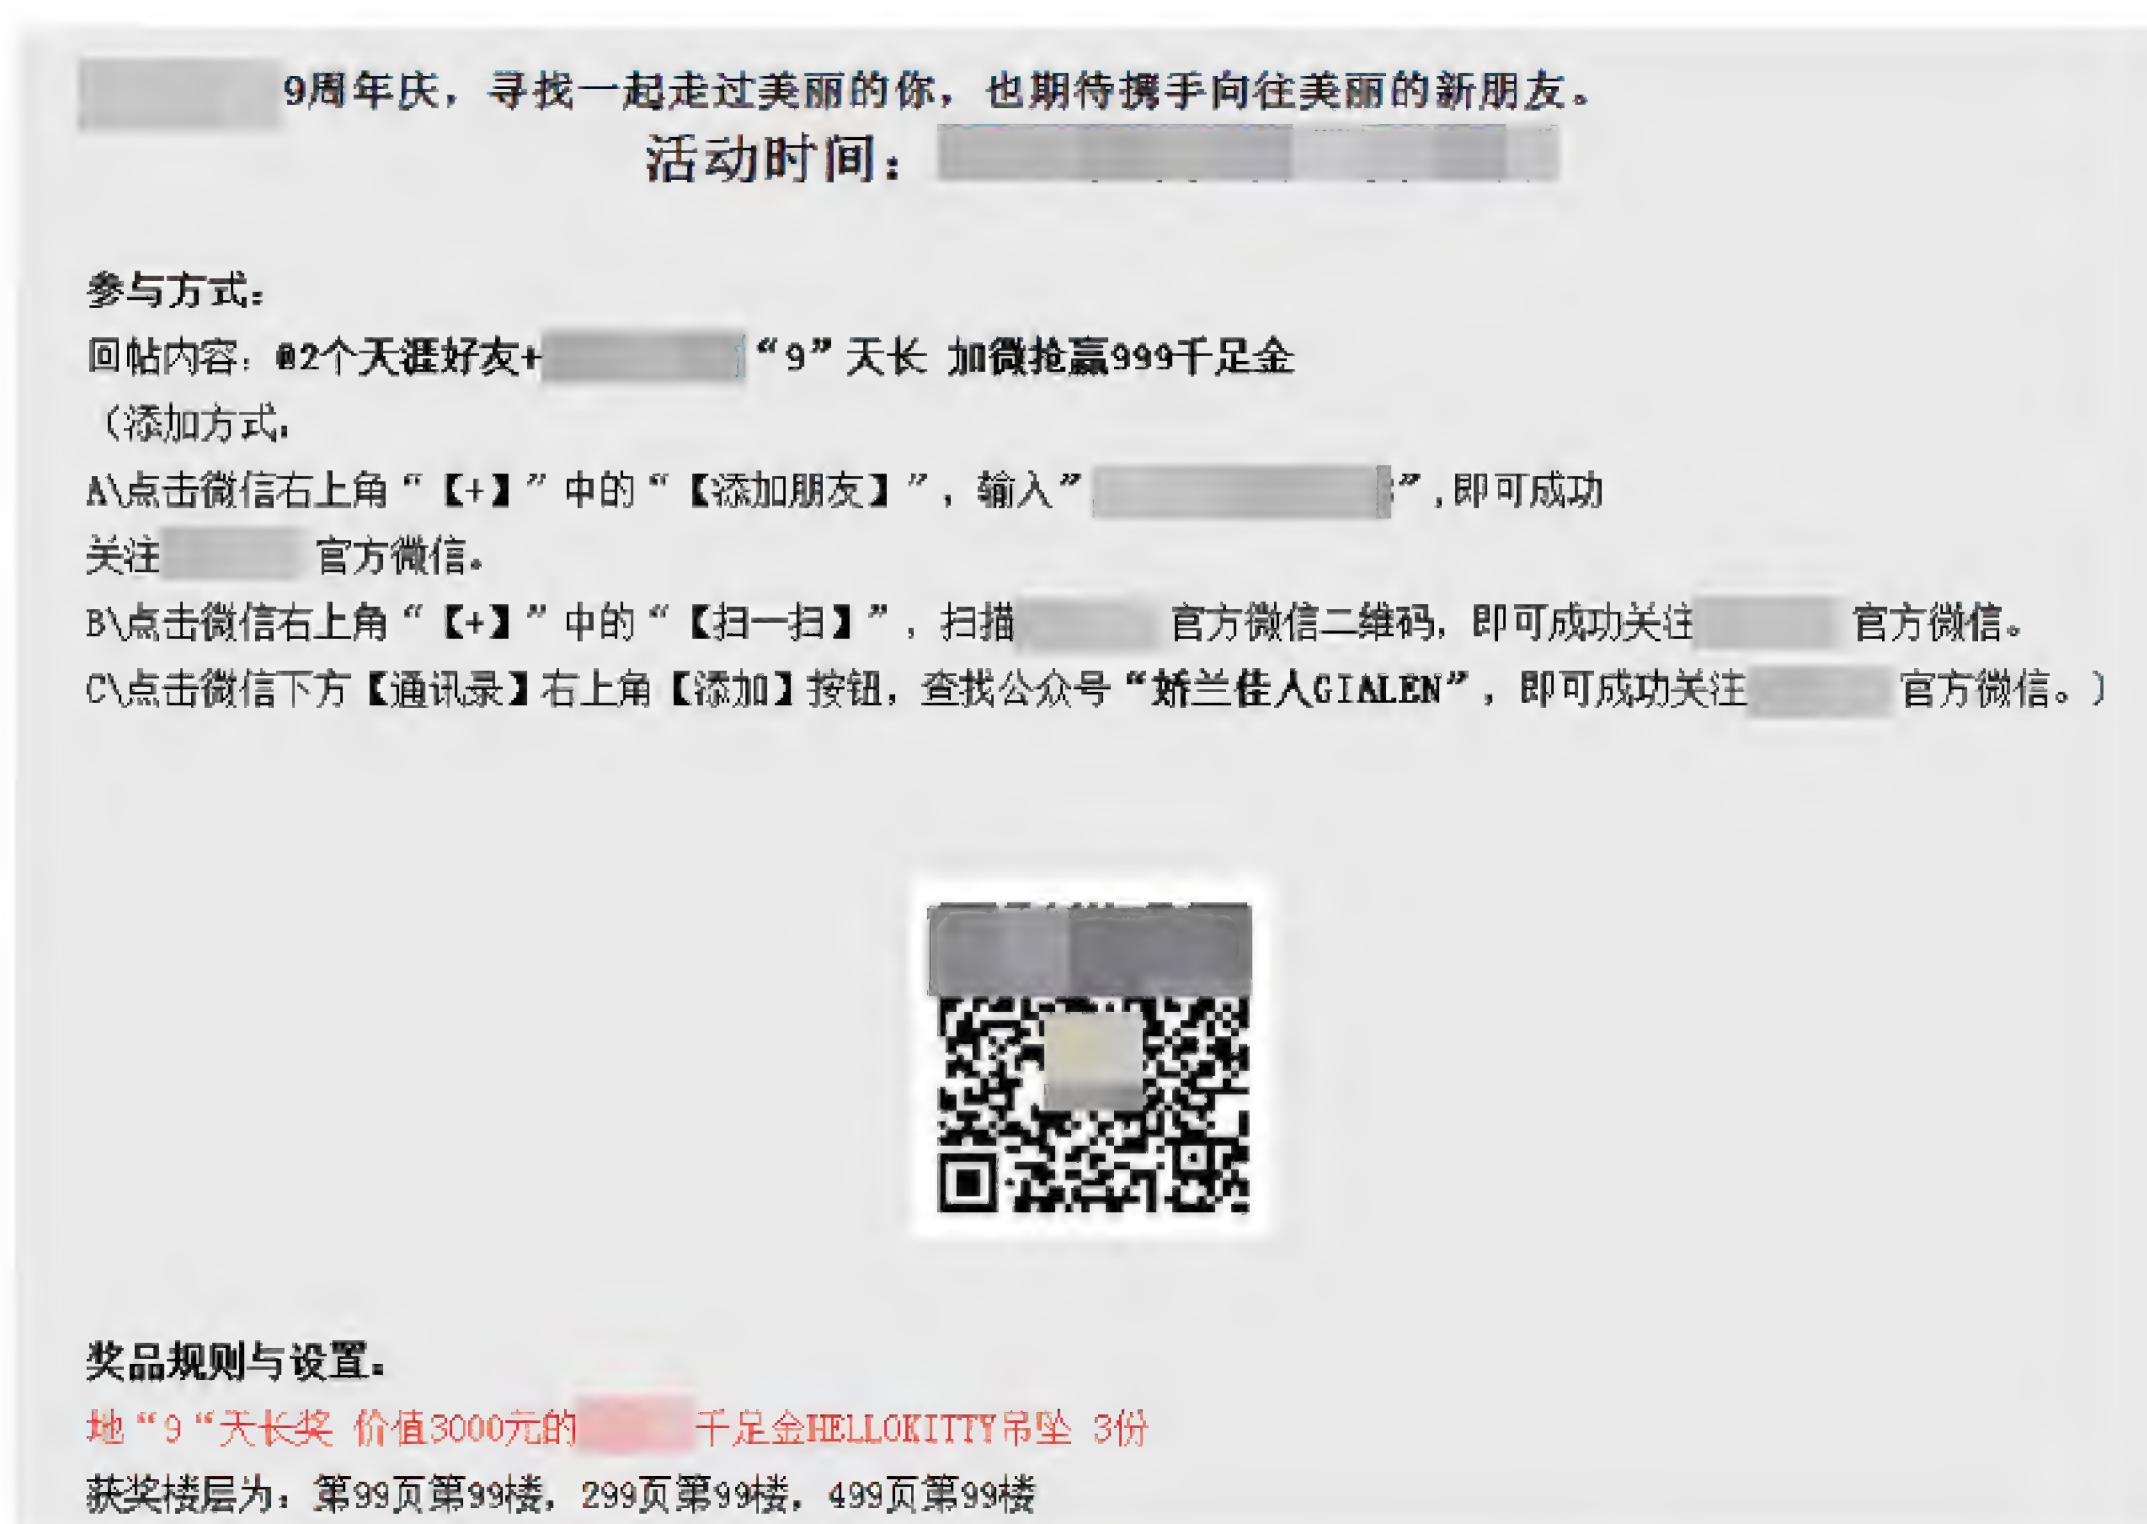 9周年庆，寻找一起走过美丽的你，也期待携手向往美丽的新朋友。
活动时间：
参与方式：
回帖内容：@2个天涯好友+ “9”天长 加微抢赢999千足金
（添加方式：
A\点击微信右上角“【+】”中的“【添加朋友】”，输入” ”,即可成功
关注 官方微信。
B\点击微信右上角“【+】”中的“【扫一扫】”，扫描 官方微信二维码，即可成功关注 官方微信。
C\点击微信下方【通讯录】右上角【添加】按钮，查找公众号“娇兰佳人GIALEN”，即可成功关注 官方微信。）
奖品规则与设置：
地“9“天长奖 价值3000元的 千足金HELLOKITTY吊坠 3份
获奖楼层为：第99页第99楼，299页第99楼，499页第99楼